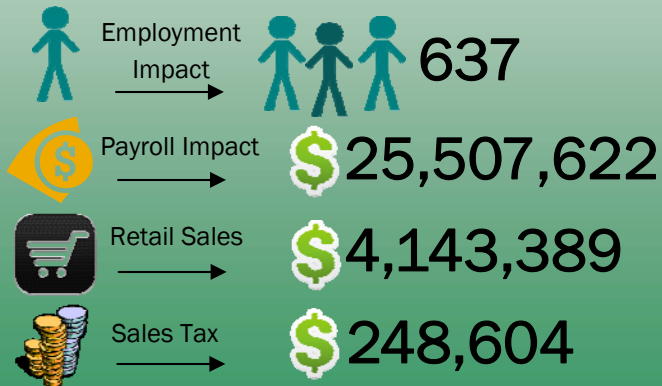 Employment
Impact
637
Payroll Impact
$25,507,622
Retail Sales
$4,143,389
Sales Tax
$248,604